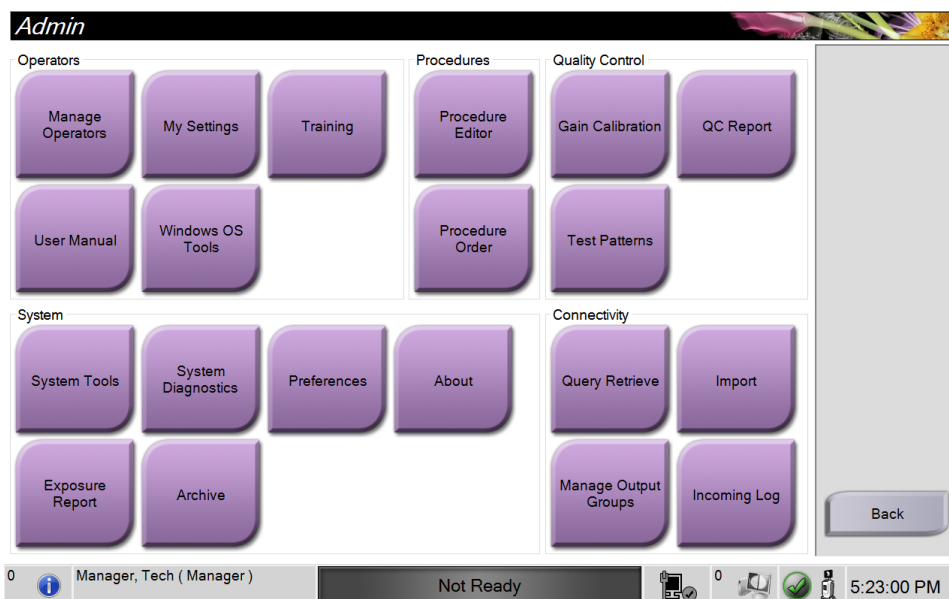 Admin
Operators
Manage
Operators
My Settings
Training
User Manual
Windows OS
Tools
Procedures
Procedure
Editor
Procedure
Order
Quality Control
Gain Calibration
QC Report
Test Patterns
System
System Tools
System
Diagnostics
Preferences
About
Exposure
Report
Archive
Connectivity
Query Retrieve
Import
Manage Output
Groups
Incoming Log
Back
0
Manager, Tech ( Manager )
Not Ready
0
5:23:00 PM